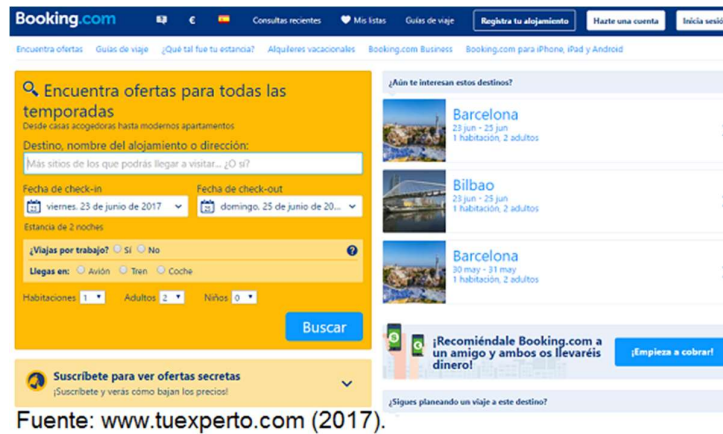 Booking.com € Consultas recientes Mis listas Guías de viaje Registra tu alojamiento Hazte una cuenta Inicia sesió
Encuentra ofertas Guías de viaje ¿Qué tal fue tu estancia? Alquileres vacacionales Booking.com Business Booking.com para iPhone, iPad y Android
Encuentra ofertas para todas las
temporadas
Desde casas acogedoras hasta modernos apartamentos
Destino, nombre del alojamiento o dirección:
Más sitios de los que podrás llegar a visitar... ¿O sí?
Fecha de check-in Fecha de check-out
viernes, 23 de junio de 2017 domingo, 25 de junio de 20...
Estancia de 2 noches
¿Viajas por trabajo? Sí No
Llegas en: Avión Tren Coche
Habitaciones 1 Adultos 2 Niños 0
Buscar
Suscríbete para ver ofertas secretas
¡Suscríbete y verás cómo bajan los precios!
¿Aún te interesan estos destinos?
Barcelona
23 jun - 25 jun
1 habitación, 2 adultos
Bilbao
23 jun - 25 jun
1 habitación, 2 adultos
Barcelona
30 may - 31 may
1 habitación, 2 adultos
¡Recomiéndale Booking.com a
un amigo y ambos os llevaréis
dinero!
¡Empieza a cobrar!
¿Sigues planeando un viaje a este destino?
Fuente: www.tuexperto.com (2017).